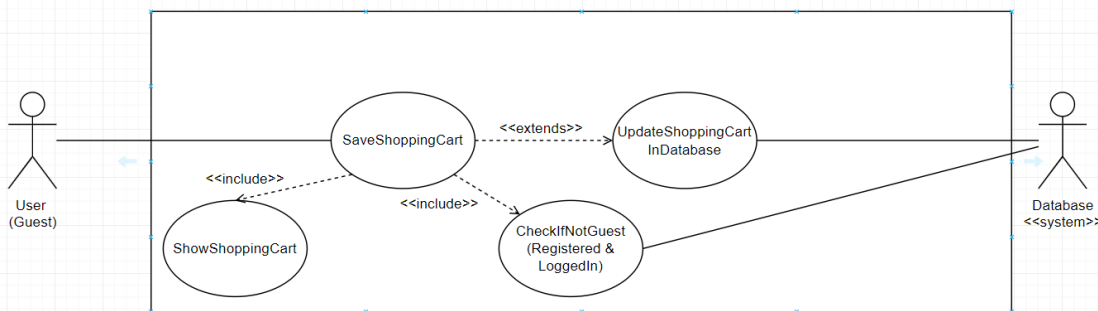 <<extends>>
SaveShoppingCart
UpdateShoppingCart
InDatabase
<<include>>
<<include>>
User
(Guest)
ShowShoppingCart
CheckIfNotGuest
(Registered &
LoggedIn)
Database
<<system>>